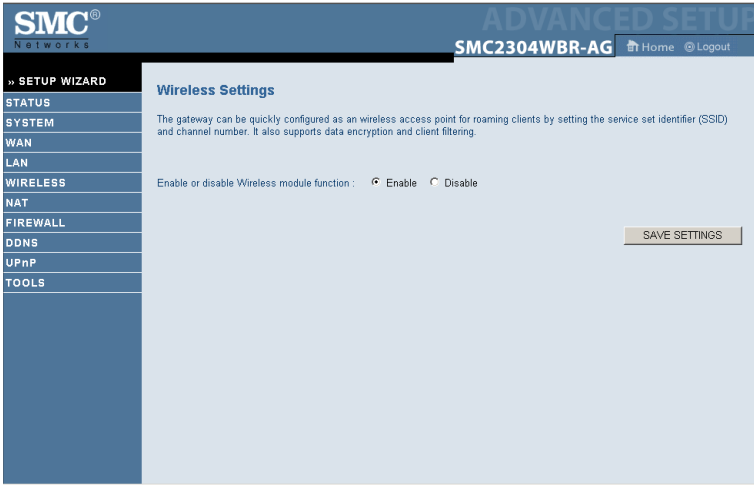 SMC®
Networks
ADVANCED SETUP
SMC2304WBR-AG
Home
Logout
» SETUP WIZARD
STATUS
SYSTEM
WAN
LAN
WIRELESS
NAT
FIREWALL
DDNS
UPnP
TOOLS
Wireless Settings
The gateway can be quickly configured as an wireless access point for roaming clients by setting the service set identifier (SSID)
and channel number. It also supports data encryption and client filtering.
Enable or disable Wireless module function : Enable Disable
SAVE SETTINGS